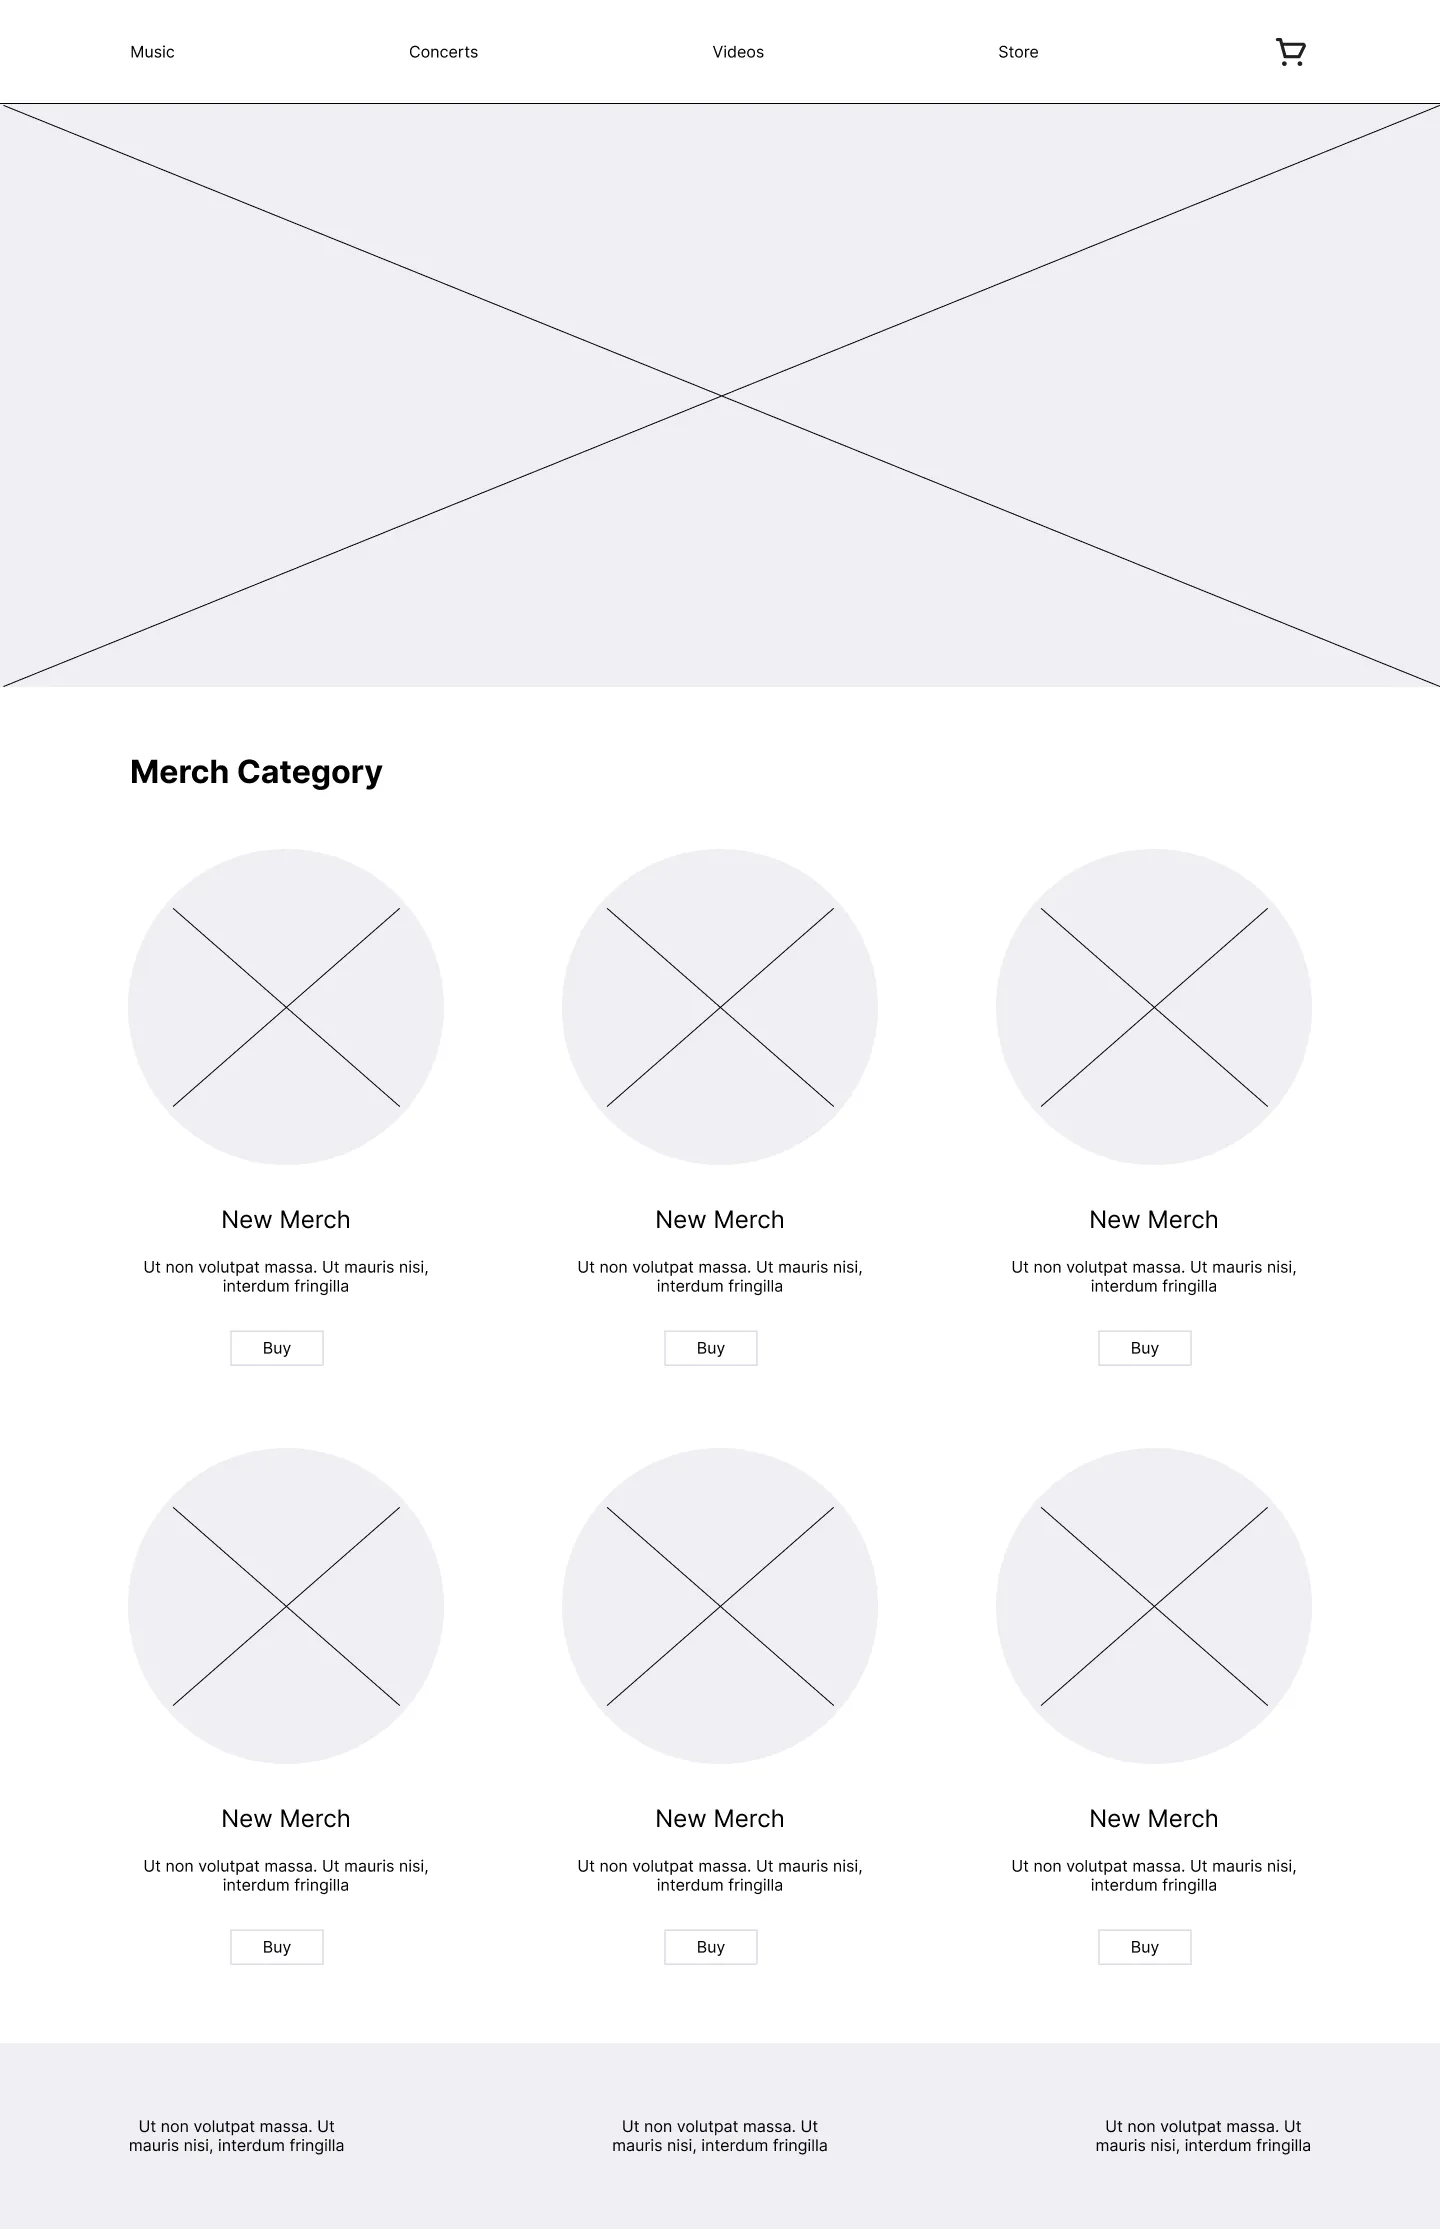 Music Concerts Videos Store
Merch Category
New Merch
Ut non volutpat massa. Ut mauris nisi,
interdum fringilla
Buy
New Merch
Ut non volutpat massa. Ut mauris nisi,
interdum fringilla
Buy
New Merch
Ut non volutpat massa. Ut mauris nisi,
interdum fringilla
Buy
New Merch
Ut non volutpat massa. Ut mauris nisi,
interdum fringilla
Buy
New Merch
Ut non volutpat massa. Ut mauris nisi,
interdum fringilla
Buy
New Merch
Ut non volutpat massa. Ut mauris nisi,
interdum fringilla
Buy
Ut non volutpat massa. Ut
mauris nisi, interdum fringilla
Ut non volutpat massa. Ut
mauris nisi, interdum fringilla
Ut non volutpat massa. Ut
mauris nisi, interdum fringilla